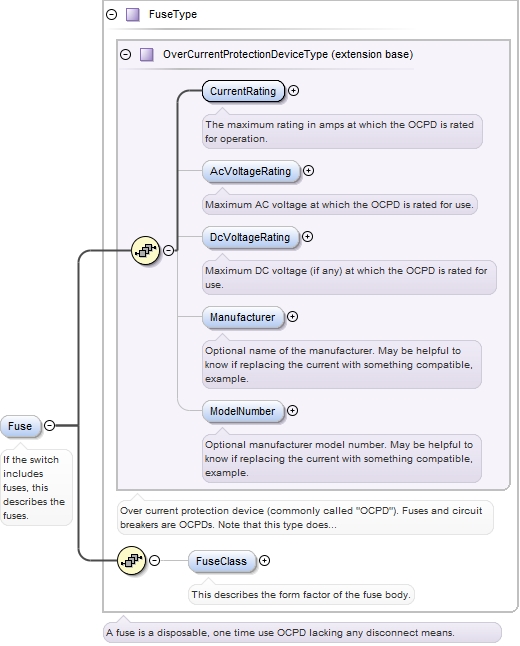 FuseType
OverCurrentProtectionDeviceType (extension base)
CurrentRating
The maximum rating in amps at which the OCPD is rated
for operation.
AcVoltageRating
Maximum AC voltage at which the OCPD is rated for use.
DcVoltageRating
Maximum DC voltage (if any) at which the OCPD is rated for
use.
Manufacturer
Optional name of the manufacturer. May be helpful to
know if replacing the current with something compatible,
example.
ModelNumber
Optional manufacturer model number. May be helpful to
know if replacing the current with something compatible,
example.
Fuse
If the switch
includes
fuses, this
describes the
fuses.
Over current protection device (commonly called "OCPD"). Fuses and circuit
breakers are OCPDs. Note that this type does...
FuseClass
This describes the form factor of the fuse body.
A fuse is a disposable, one time use OCPD lacking any disconnect means.